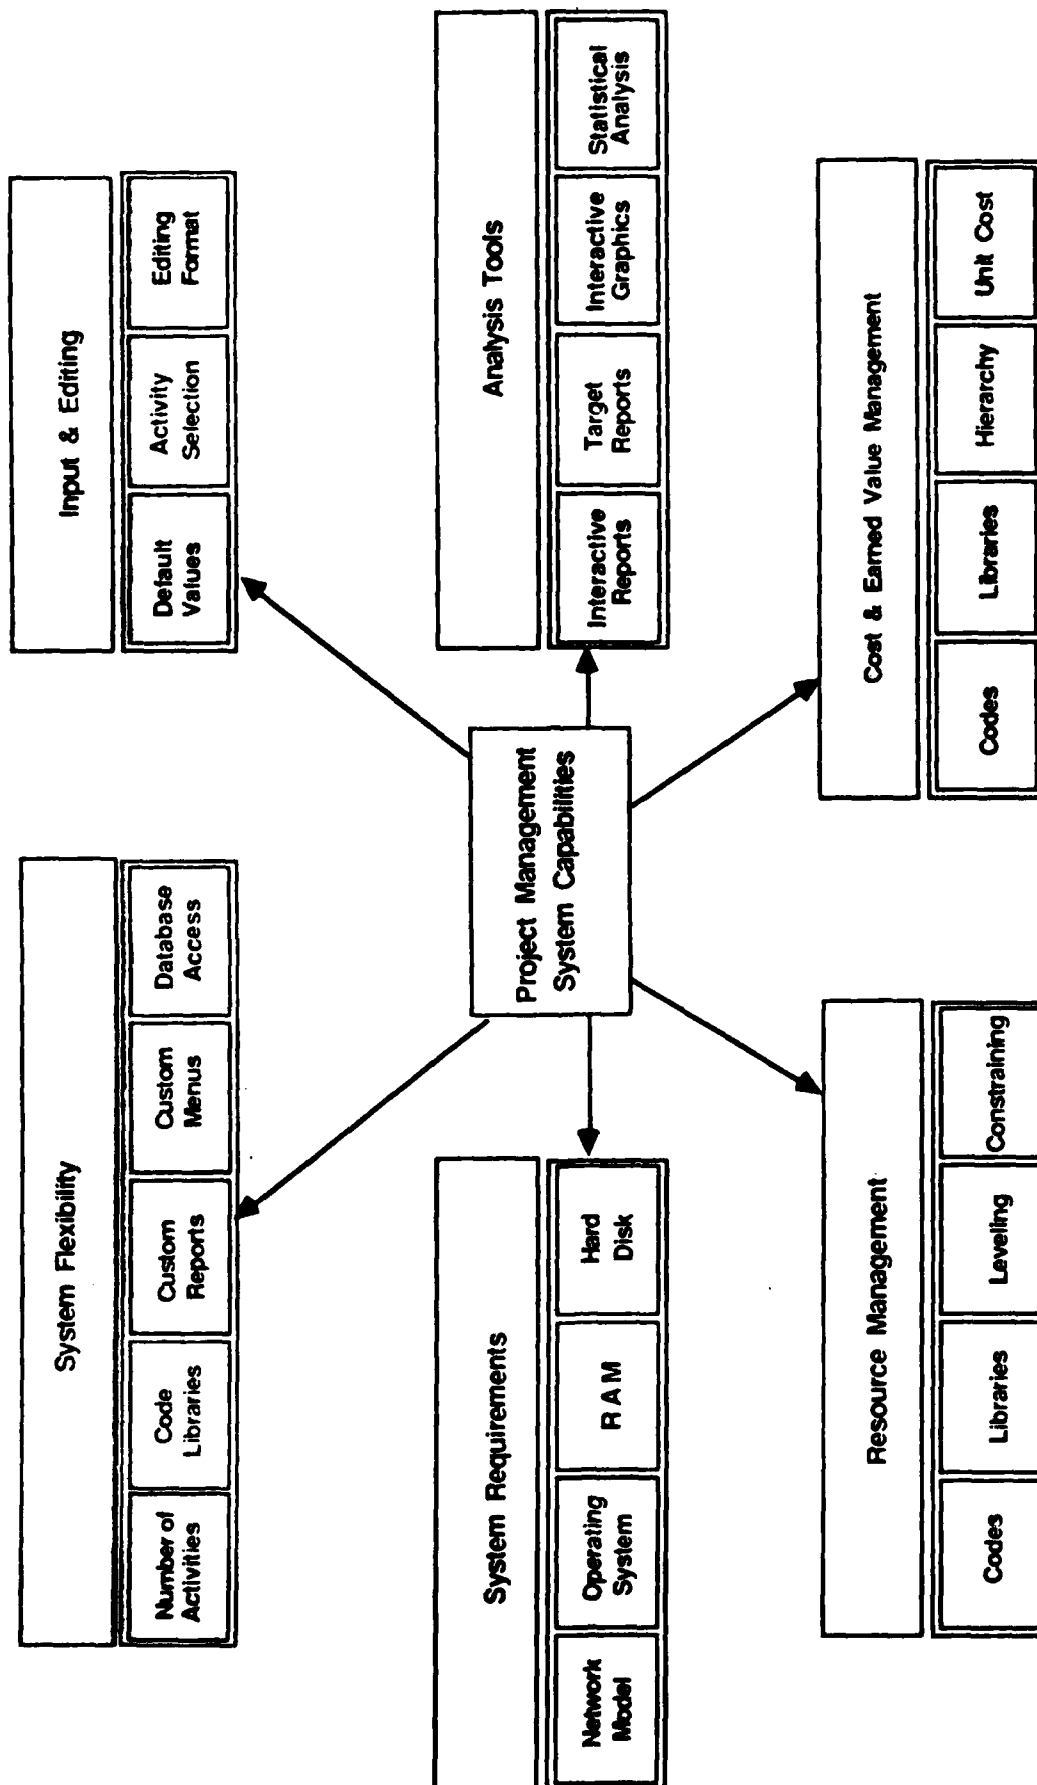 System Flexibility
Number of
Activities
Code
Libraries
Custom
Reports
Custom
Menus
Database
Access
Input & Editing
Default
Values
Activity
Selection
Editing
Format
System Requirements
Network
Model
Operating
System
RAM
Hard
Disk
Project Management
System Capabilities
Analysis Tools
Interactive
Reports
Target
Reports
Interactive
Graphics
Statistical
Analysis
Resource Management
Codes
Libraries
Leveling
Constraining
Cost & Earned Value Management
Codes
Libraries
Hierarchy
Unit Cost